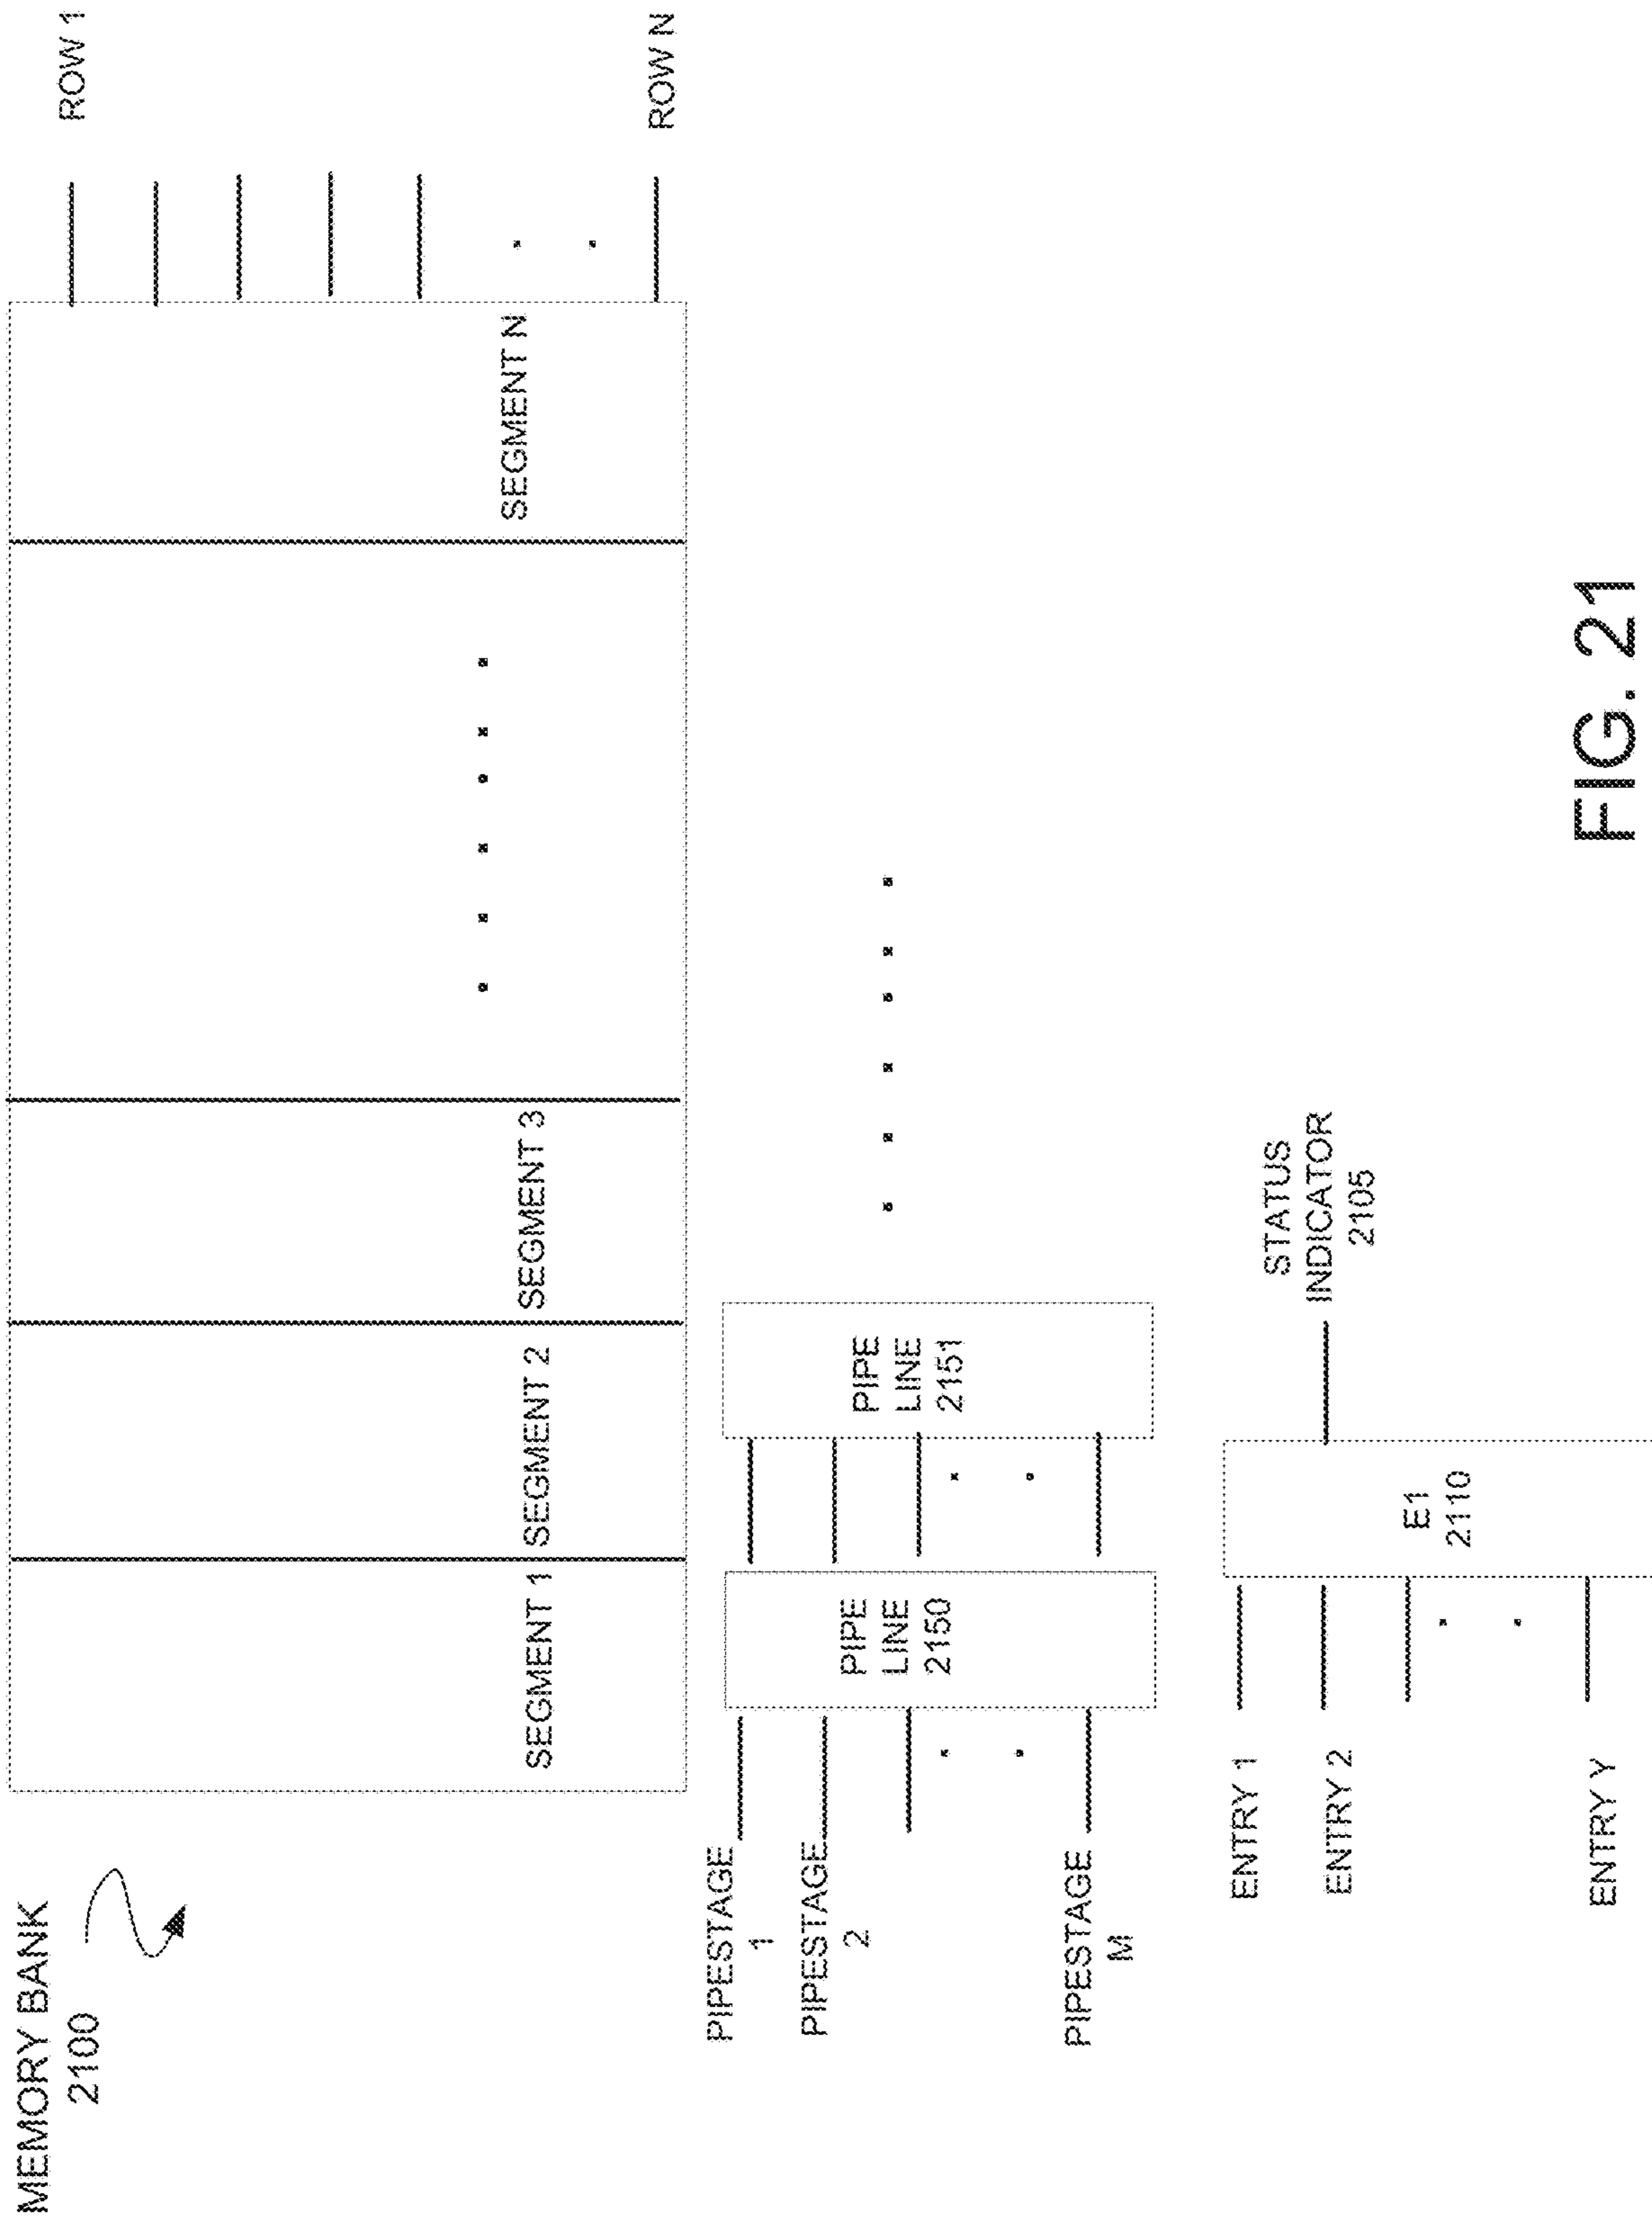 MEMORY BANK
2100
ROW 1
ROW N
SEGMENT 1
SEGMENT 2
SEGMENT 3
SEGMENT N
PIPESTAGE
1
PIPESTAGE
2
PIPESTAGE
M
PIPE
LINE
2150
PIPE
LINE
2151
ENTRY 1
ENTRY 2
ENTRY Y
E1
2110
STATUS
INDICATOR
2105
FIG. 21